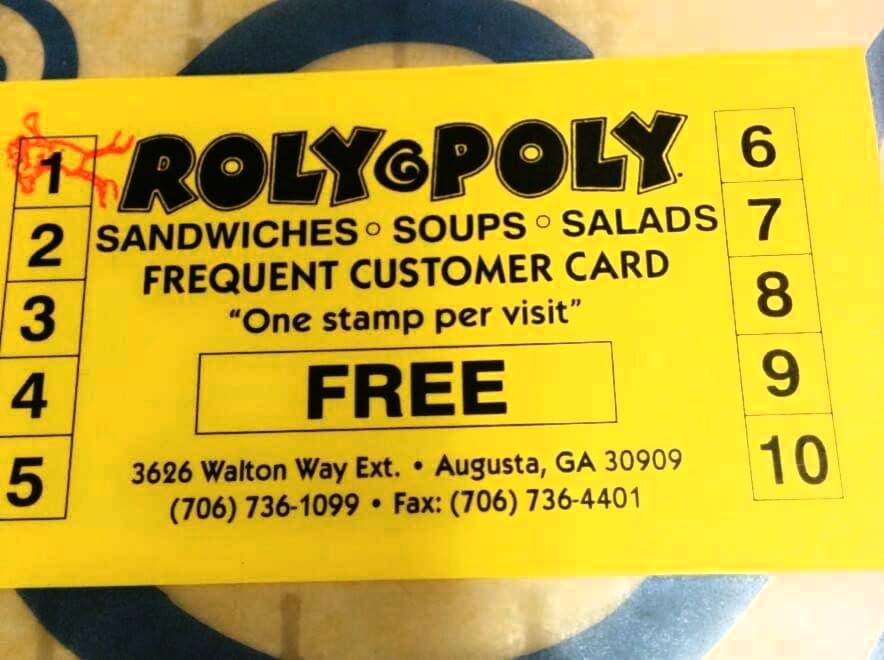 ROLY POLY
SANDWICHES ° SOUPS ° SALADS
FREQUENT CUSTOMER CARD
"One stamp per visit"
FREE
3626 Walton Way Ext. • Augusta, GA 30909
(706) 736-1099 • Fax: (706) 736-4401
1
2
3
4
5
6
7
8
9
10